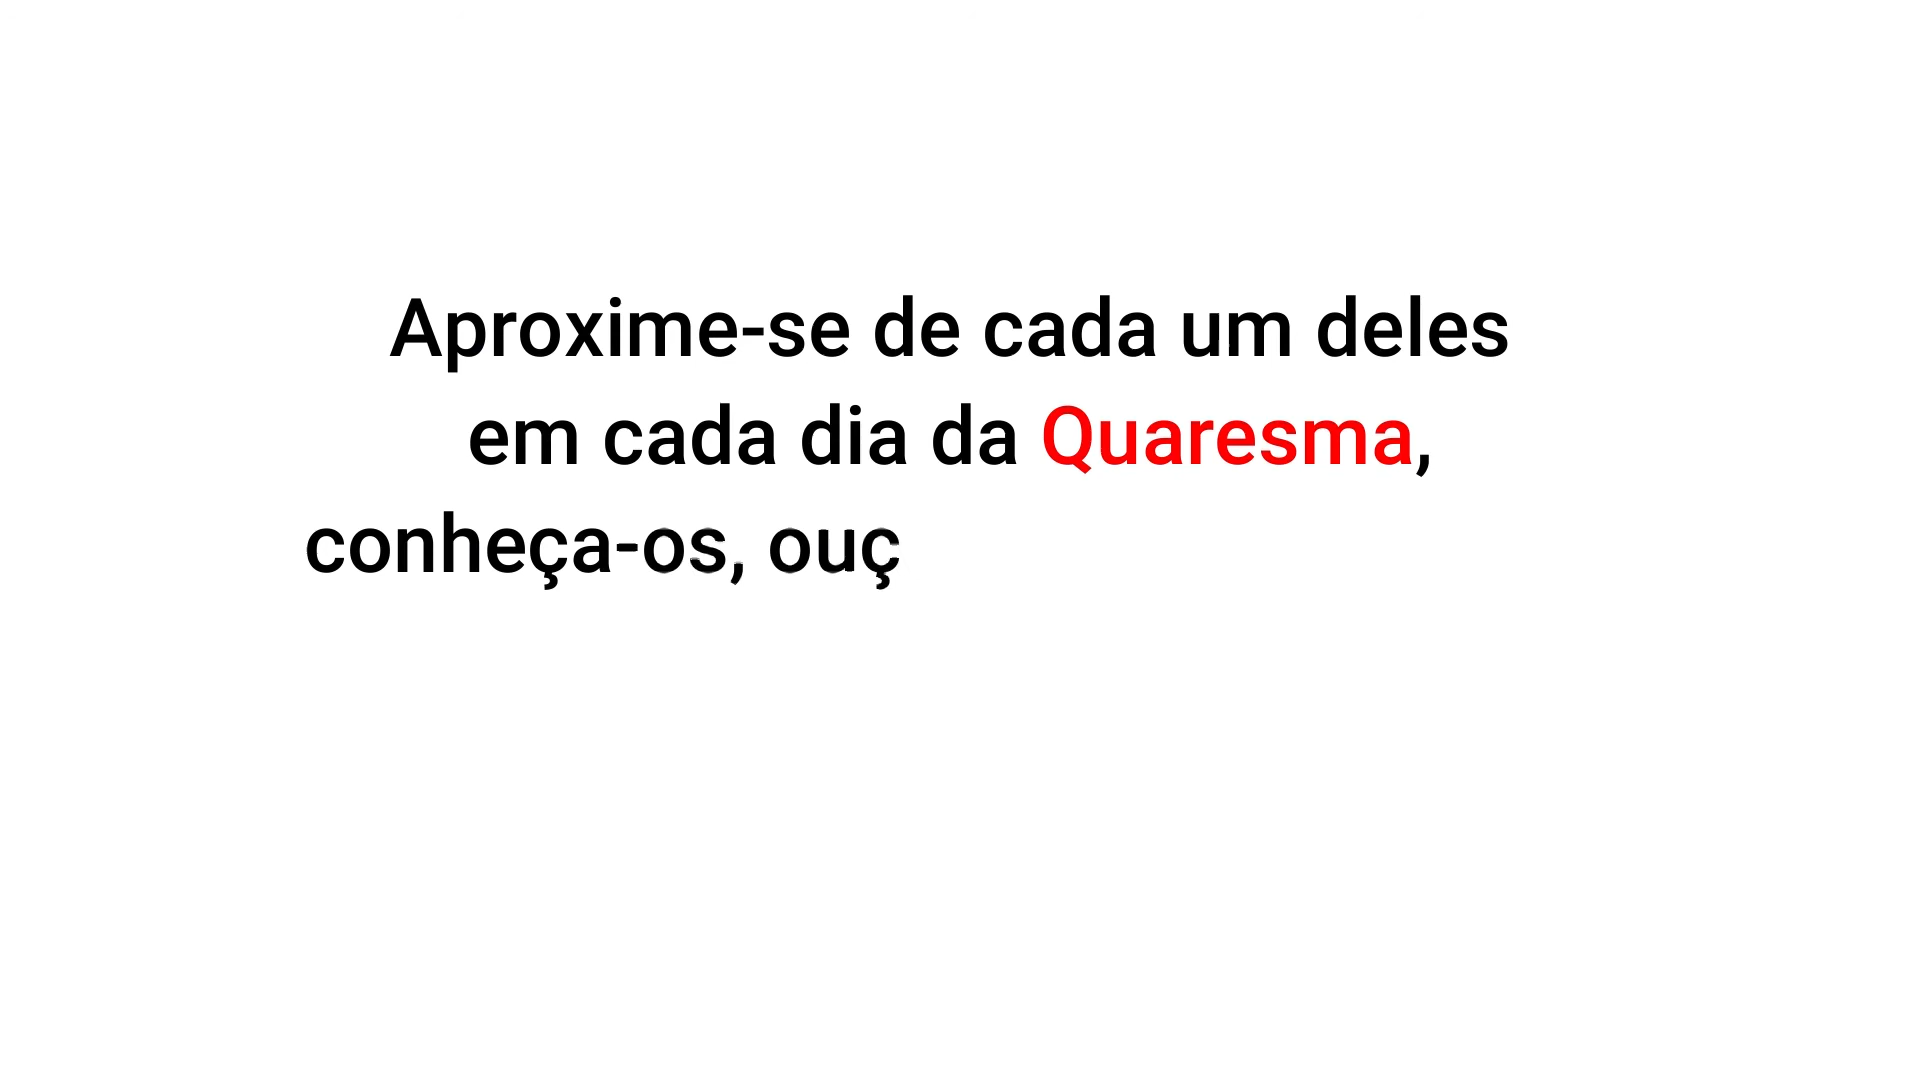 Aproxime-se de cada um deles
em cada dia da Quaresma,
conheça-os, ouç